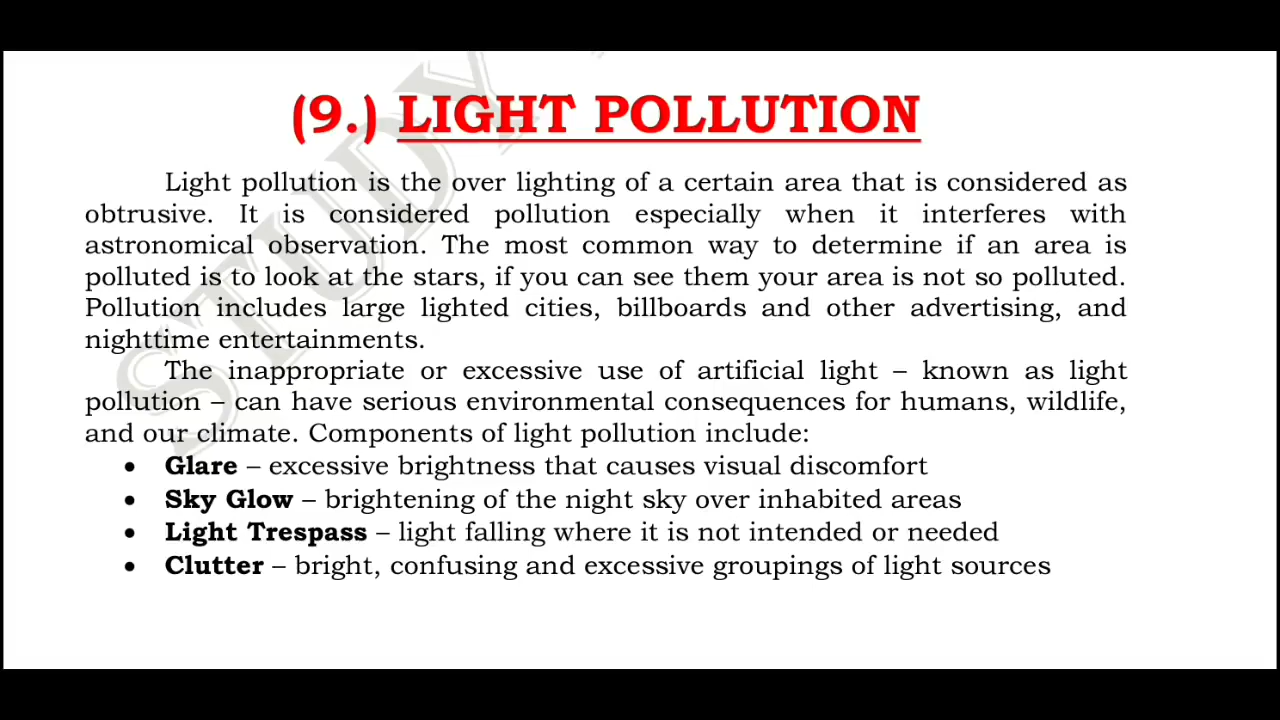 (9.) LIGHT POLLUTION
Light pollution is the over lighting of a certain area that is considered as
obtrusive. It is considered pollution especially when it interferes with
astronomical observation. The most common way to determine if an area is
polluted is to look at the stars, if you can see them your area is not so polluted.
Pollution includes large lighted cities, billboards and other advertising, and
nighttime entertainments.
The inappropriate or excessive use of artificial light – known as light
pollution – can have serious environmental consequences for humans, wildlife,
and our climate. Components of light pollution include:
• Glare – excessive brightness that causes visual discomfort
• Sky Glow – brightening of the night sky over inhabited areas
• Light Trespass – light falling where it is not intended or needed
• Clutter – bright, confusing and excessive groupings of light sources
STUDY